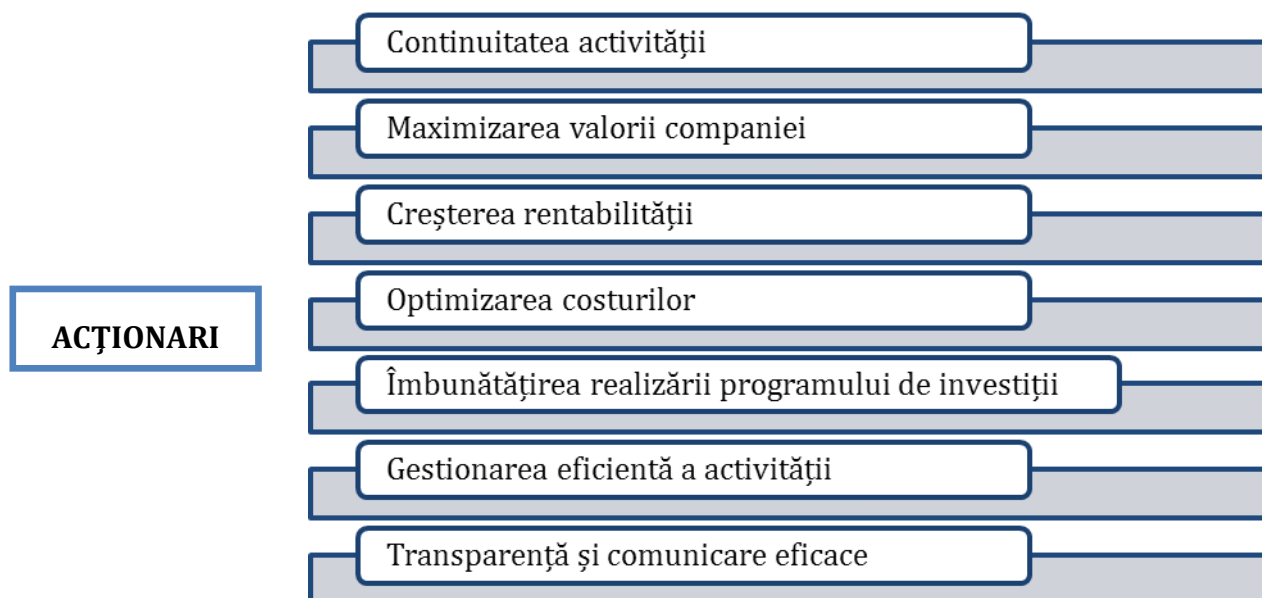 Continuitatea activității
Maximizarea valorii companiei
Creșterea rentabilității
Optimizarea costurilor
ACŢIONARI
Îmbunătățirea realizării programului de investiții
Gestionarea eficientă a activității
Transparență și comunicare eficace